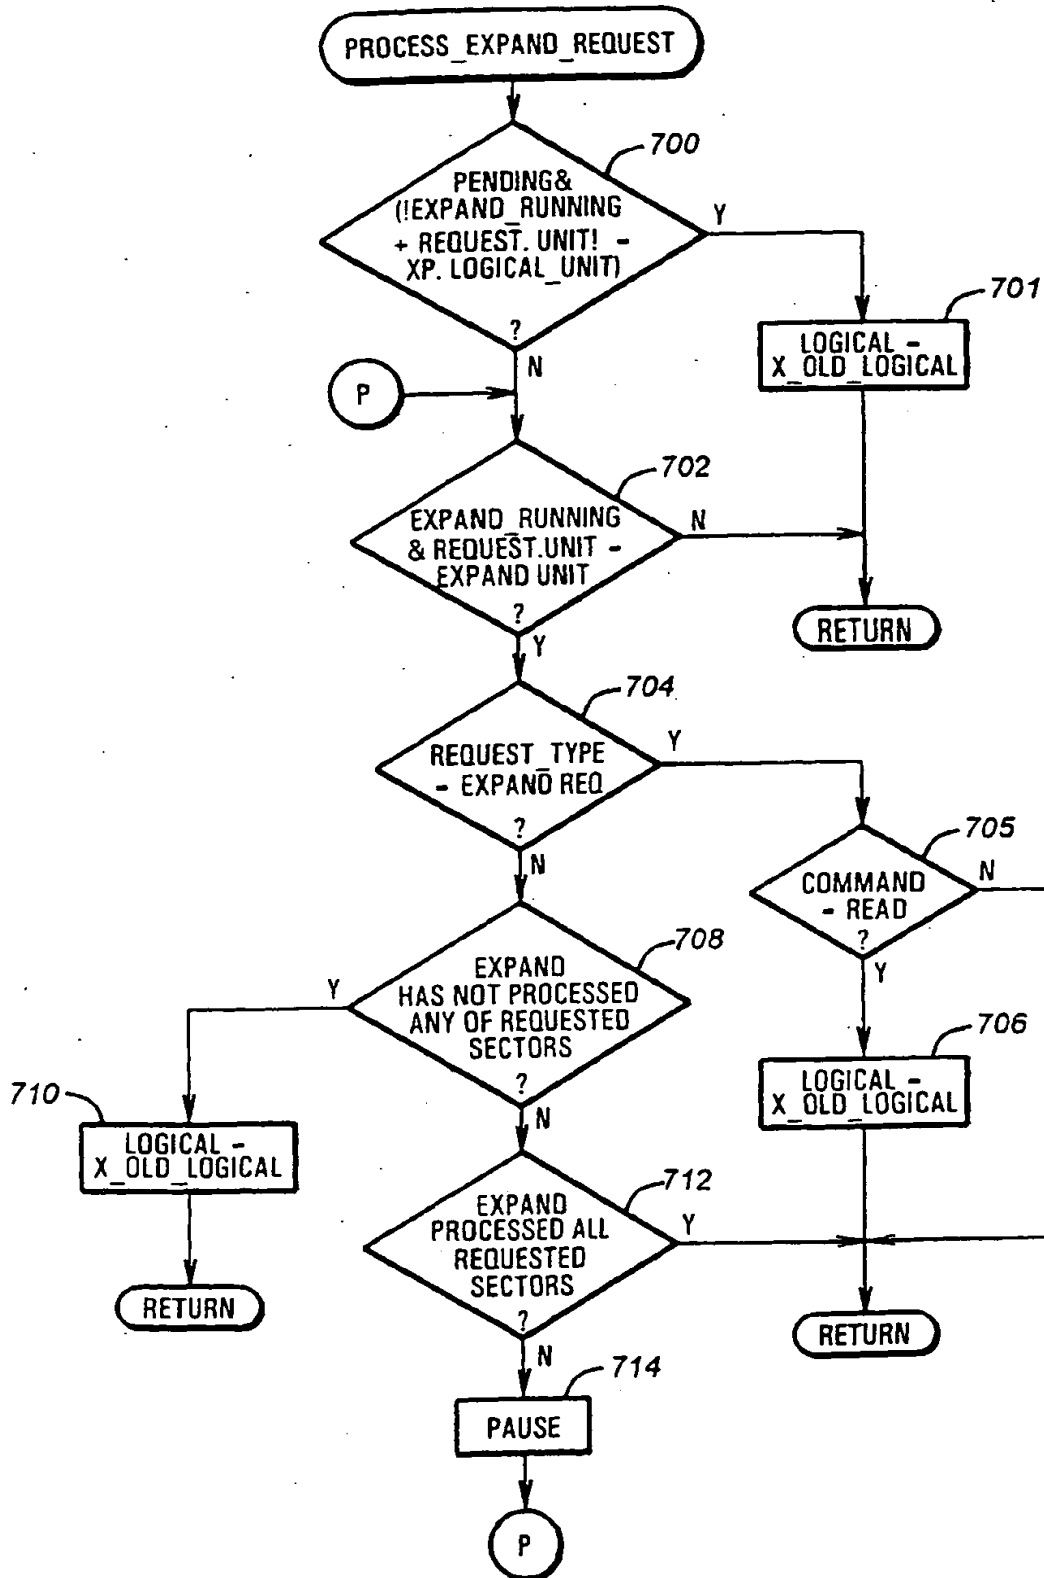 PROCESS_EXPAND_REQUEST
700
PENDING&
(!EXPAND_RUNNING
+ REQUEST. UNIT! -
XP. LOGICAL_UNIT)
?
Y
N
701
LOGICAL -
X_OLD_LOGICAL
P
702
EXPAND_RUNNING
& REQUEST.UNIT -
EXPAND UNIT
?
N
Y
RETURN
704
REQUEST_TYPE
- EXPAND REQ
?
Y
N
705
COMMAND
- READ
?
N
Y
708
EXPAND
HAS NOT PROCESSED
ANY OF REQUESTED
SECTORS
?
Y
N
706
LOGICAL -
X_OLD_LOGICAL
710
LOGICAL -
X_OLD_LOGICAL
712
EXPAND
PROCESSED ALL
REQUESTED
SECTORS
?
Y
N
RETURN
RETURN
714
PAUSE
P